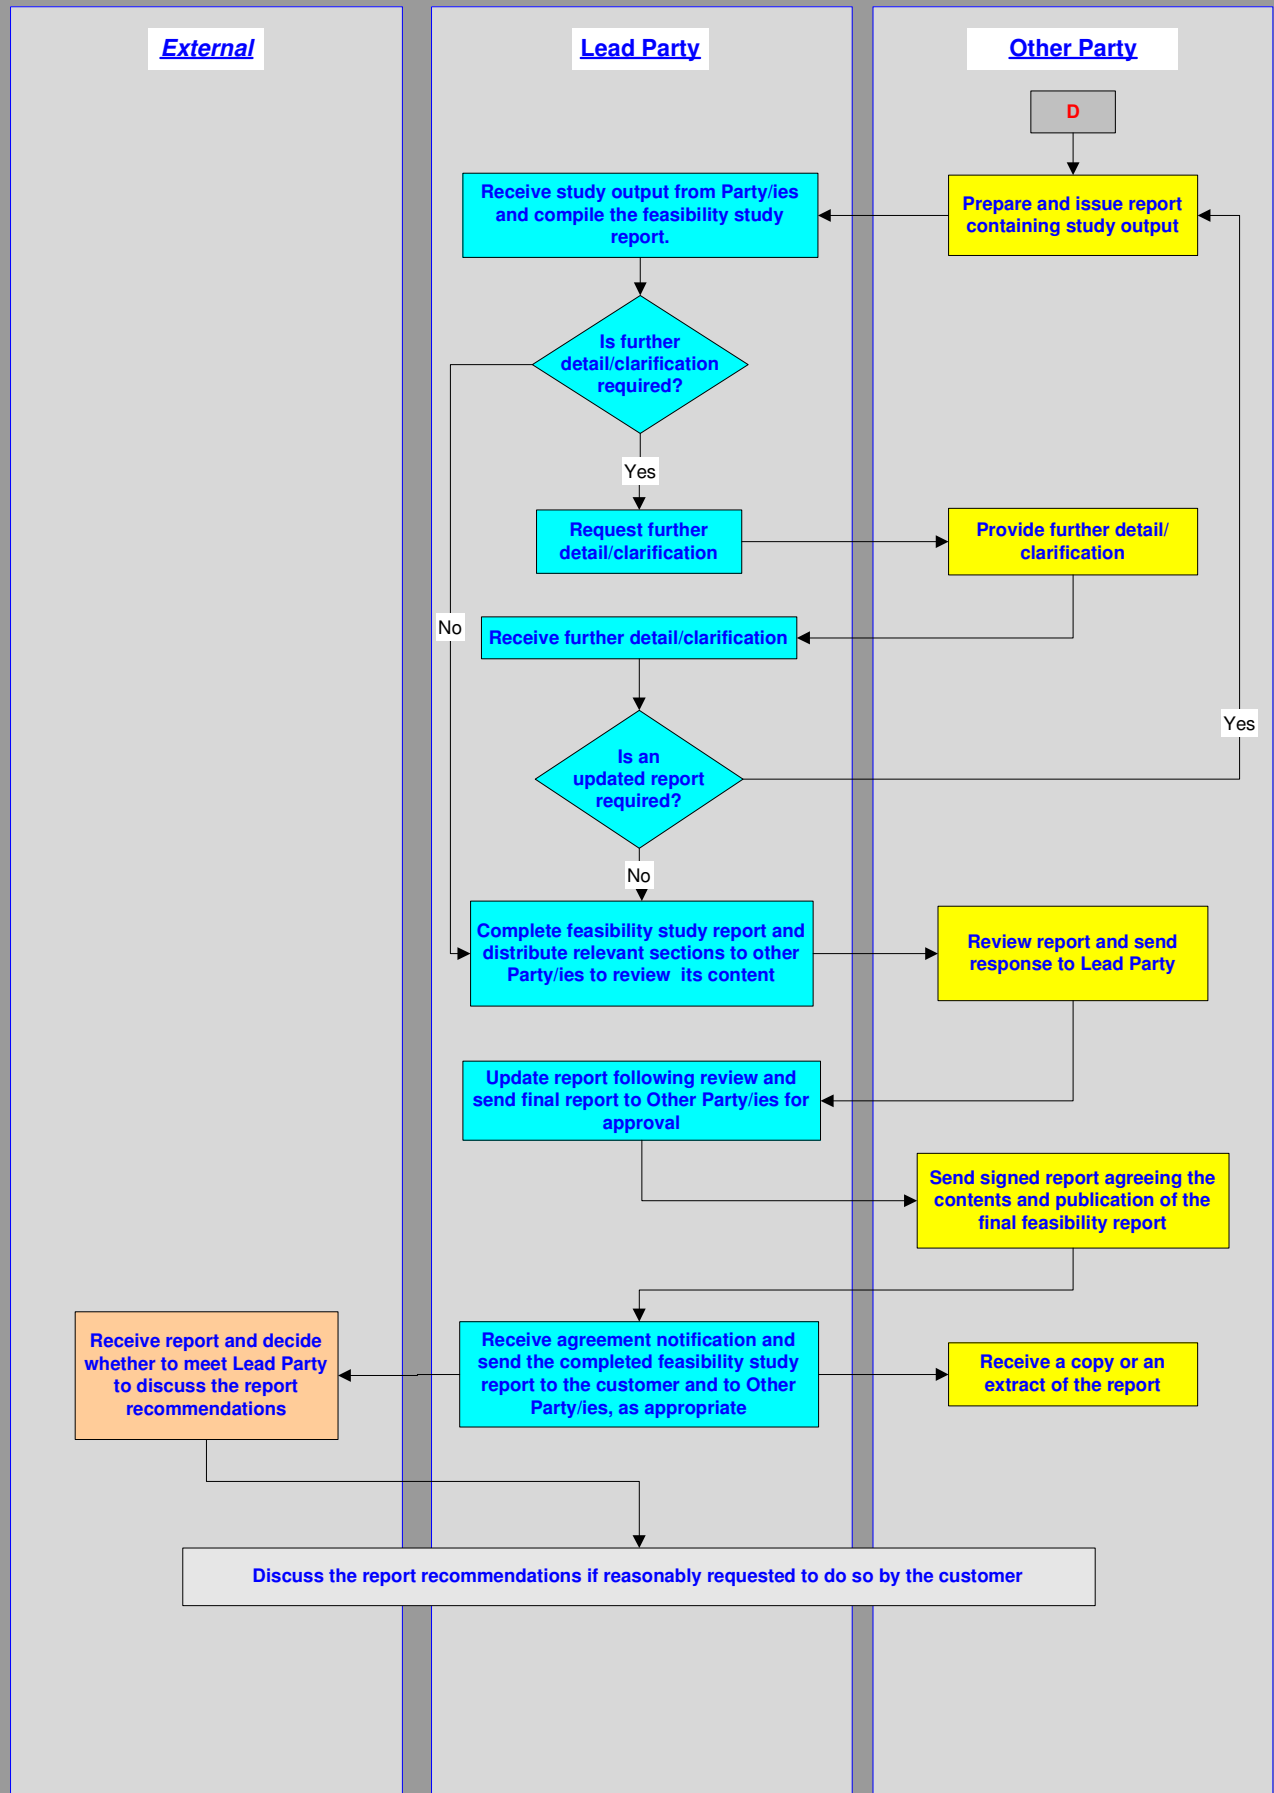 External
Lead Party
Other Party
D
Prepare and issue report
containing study output
Receive study output from Party/ies
and compile the feasibility study
report.
Is further
detail/clarification
required?
Yes
Request further
detail/clarification
Provide further detail/
clarification
No
Receive further detail/clarification
Is an
updated report
required?
Yes
No
Complete feasibility study report and
distribute relevant sections to other
Party/ies to review  its content
Review report and send
response to Lead Party
Update report following review and
send final report to Other Party/ies for
approval
Send signed report agreeing the
contents and publication of the
final feasibility report
Receive report and decide
whether to meet Lead Party
to discuss the report
recommendations
Receive agreement notification and
send the completed feasibility study
report to the customer and to Other
Party/ies, as appropriate
Receive a copy or an
extract of the report
Discuss the report recommendations if reasonably requested to do so by the customer